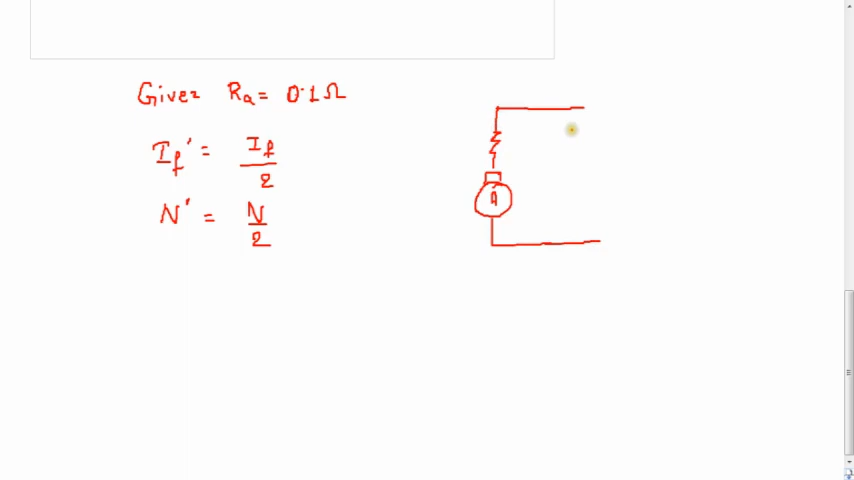 Given Ra = 0.1Ω
If' = If/2
N' = N/2
A